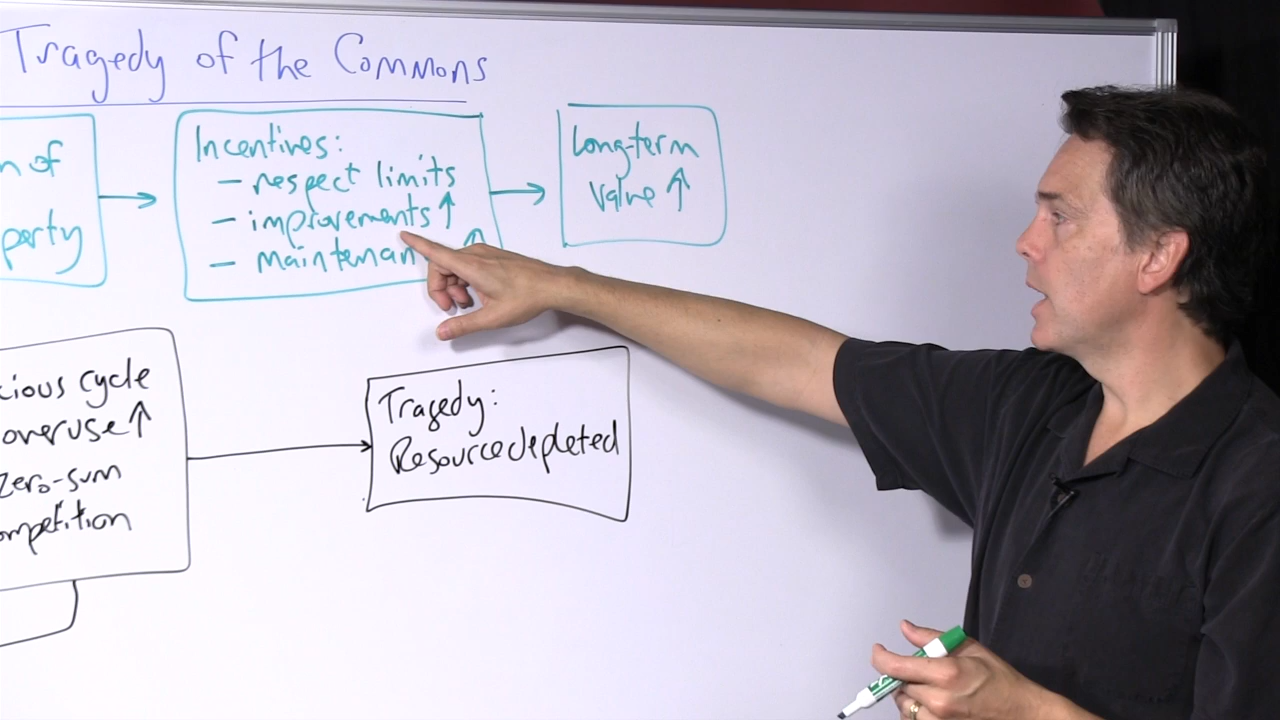 Tragedy of the Commons
n of
perty
Incentives:
- respect limits
- improvements ↑
- maintenan ↑
Long-term
value ↑
cious cycle
overuse ↑
zero-sum
ompetition
Tragedy:
Resource depleted